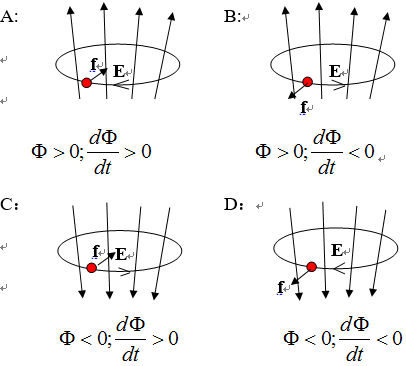 A: B:
f E↵ E↵
f↵
Φ > 0; dΦ/dt > 0 Φ > 0; dΦ/dt < 0 ↵
C： D： ↵
f E↵ E↵
f↵
Φ < 0; dΦ/dt > 0 Φ < 0; dΦ/dt < 0